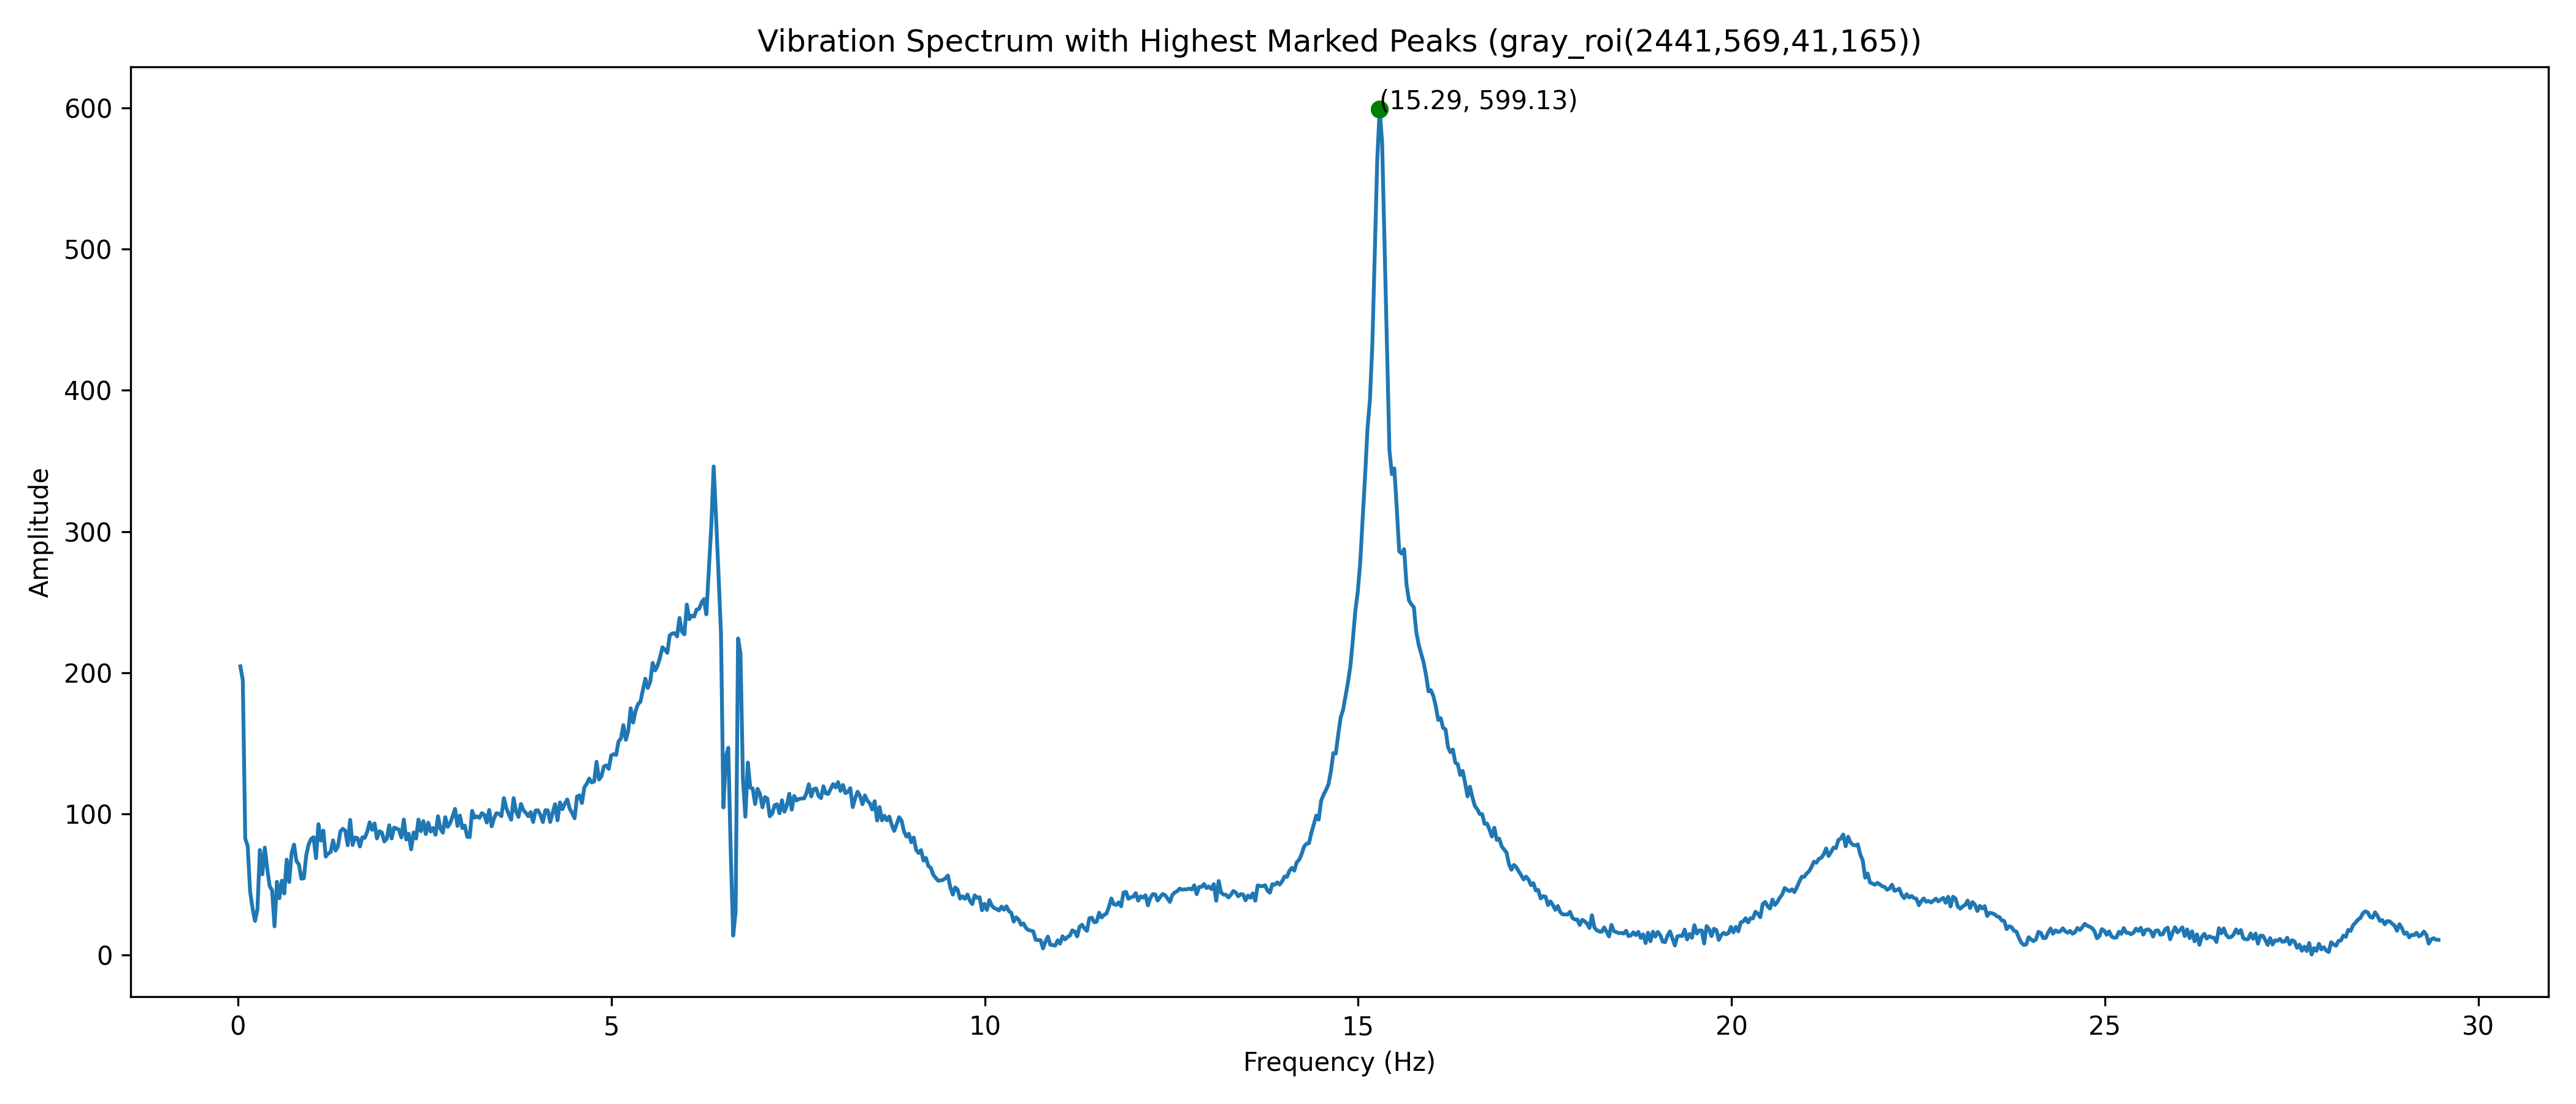 Vibration Spectrum with Highest Marked Peaks (gray_roi(2441,569,41,165))
(15.29, 599.13)
600
500
400
300
200
100
0
Amplitude
0 5 10 15 20 25 30
Frequency (Hz)